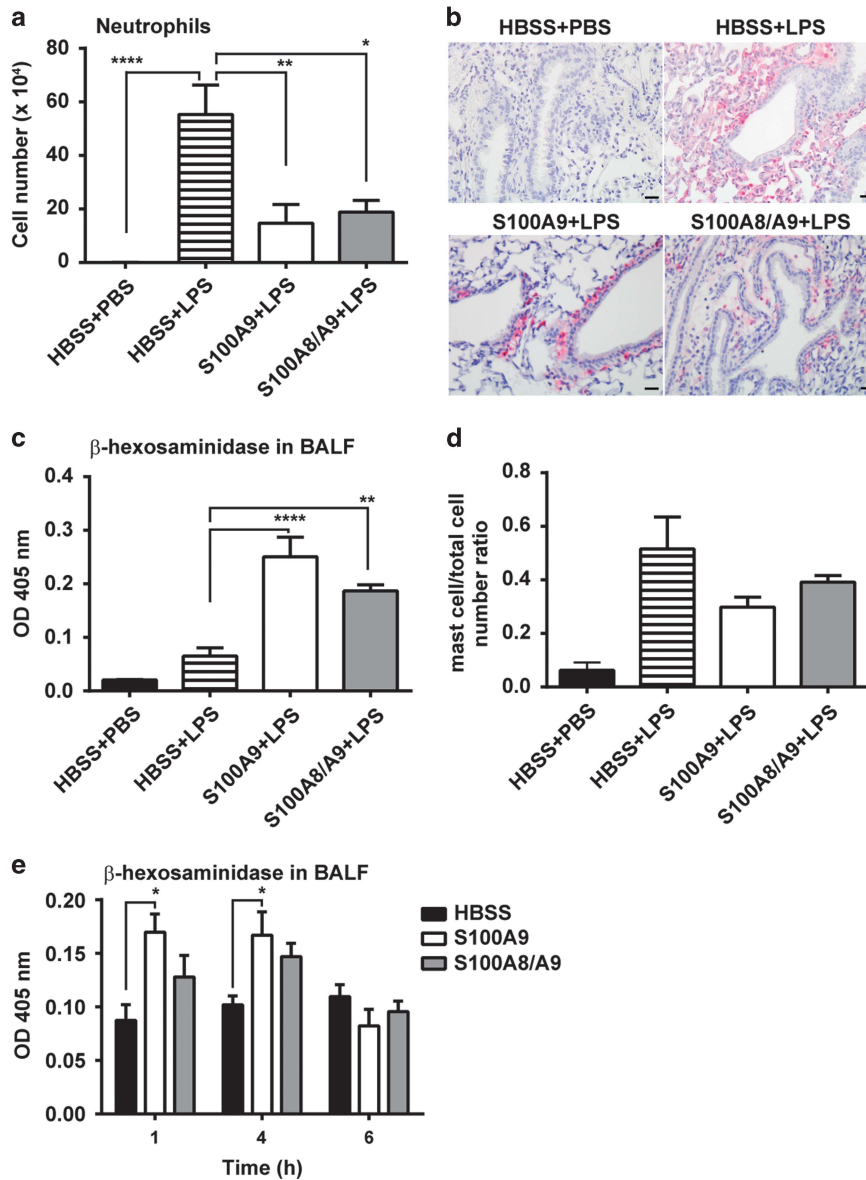 a
Neutrophils
Cell number (x 10⁴)
80
60
40
20
0
****
**
*
HBSS+PBS
HBSS+LPS
S100A9+LPS
S100A8/A9+LPS
b
HBSS+PBS
HBSS+LPS
S100A9+LPS
S100A8/A9+LPS
c
β-hexosaminidase in BALF
OD 405 nm
0.4
0.3
0.2
0.1
0.0
****
**
HBSS+PBS
HBSS+LPS
S100A9+LPS
S100A8/A9+LPS
d
mast cell/total cell
number ratio
0.8
0.6
0.4
0.2
0.0
HBSS+PBS
HBSS+LPS
S100A9+LPS
S100A8/A9+LPS
e
β-hexosaminidase in BALF
OD 405 nm
0.20
0.15
0.10
0.05
0.00
*
*
HBSS
S100A9
S100A8/A9
1
4
6
Time (h)